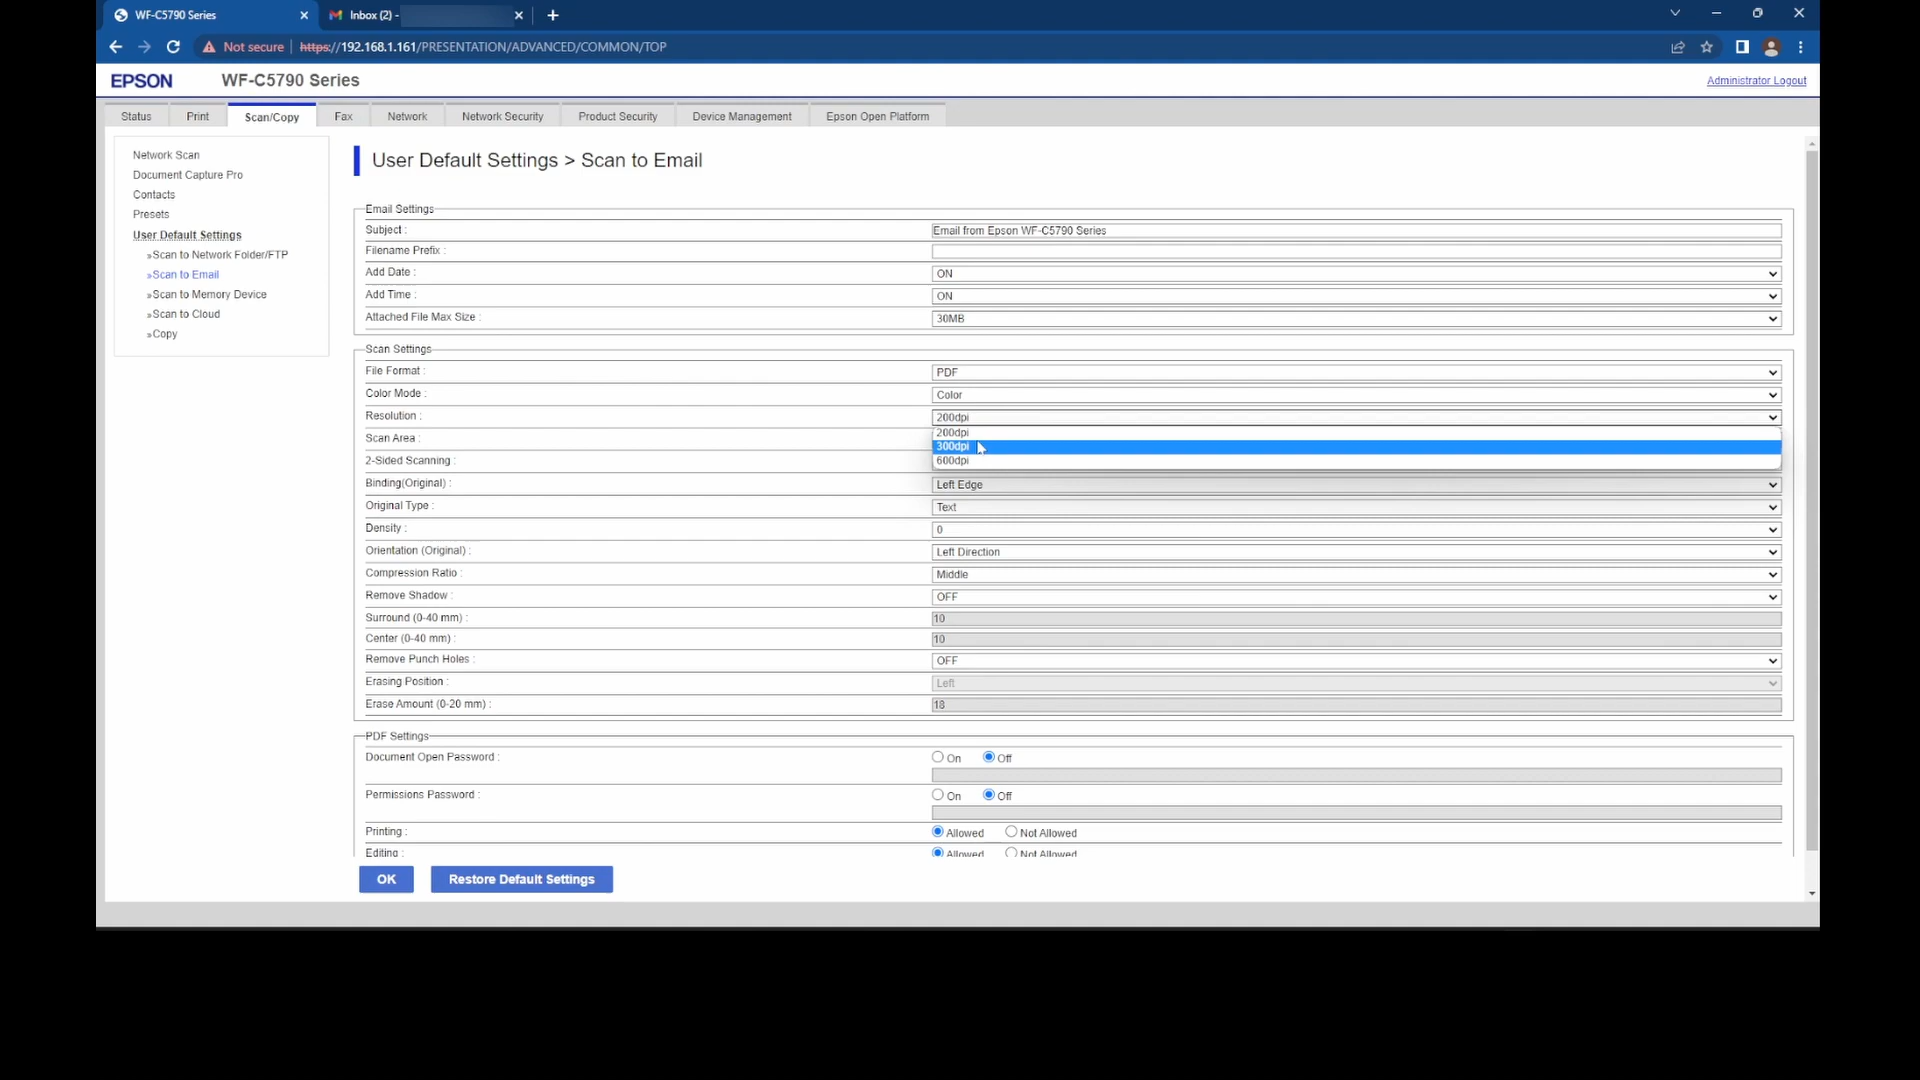 WF-C5790 Series
Inbox (2) -
Not secure
https://192.168.1.161/PRESENTATION/ADVANCED/COMMON/TOP
EPSON WF-C5790 Series
Administrator Logout
Status Print Scan/Copy Fax Network Network Security Product Security Device Management Epson Open Platform
Network Scan
Document Capture Pro
Contacts
Presets
User Default Settings
»Scan to Network Folder/FTP
»Scan to Email
»Scan to Memory Device
»Scan to Cloud
»Copy
User Default Settings > Scan to Email
Email Settings
Subject : Email from Epson WF-C5790 Series
Filename Prefix :
Add Date : ON
Add Time : ON
Attached File Max Size : 30MB
Scan Settings
File Format : PDF
Color Mode : Color
Resolution : 200dpi
200dpi
300dpi
600dpi
Scan Area :
2-Sided Scanning :
Binding(Original) : Left Edge
Original Type : Text
Density : 0
Orientation (Original) : Left Direction
Compression Ratio : Middle
Remove Shadow : OFF
Surround (0-40 mm) : 10
Center (0-40 mm) : 10
Remove Punch Holes : OFF
Erasing Position : Left
Erase Amount (0-20 mm) : 18
PDF Settings
Document Open Password : On Off
Permissions Password : On Off
Printing : Allowed Not Allowed
Editing : Allowed Not Allowed
OK Restore Default Settings